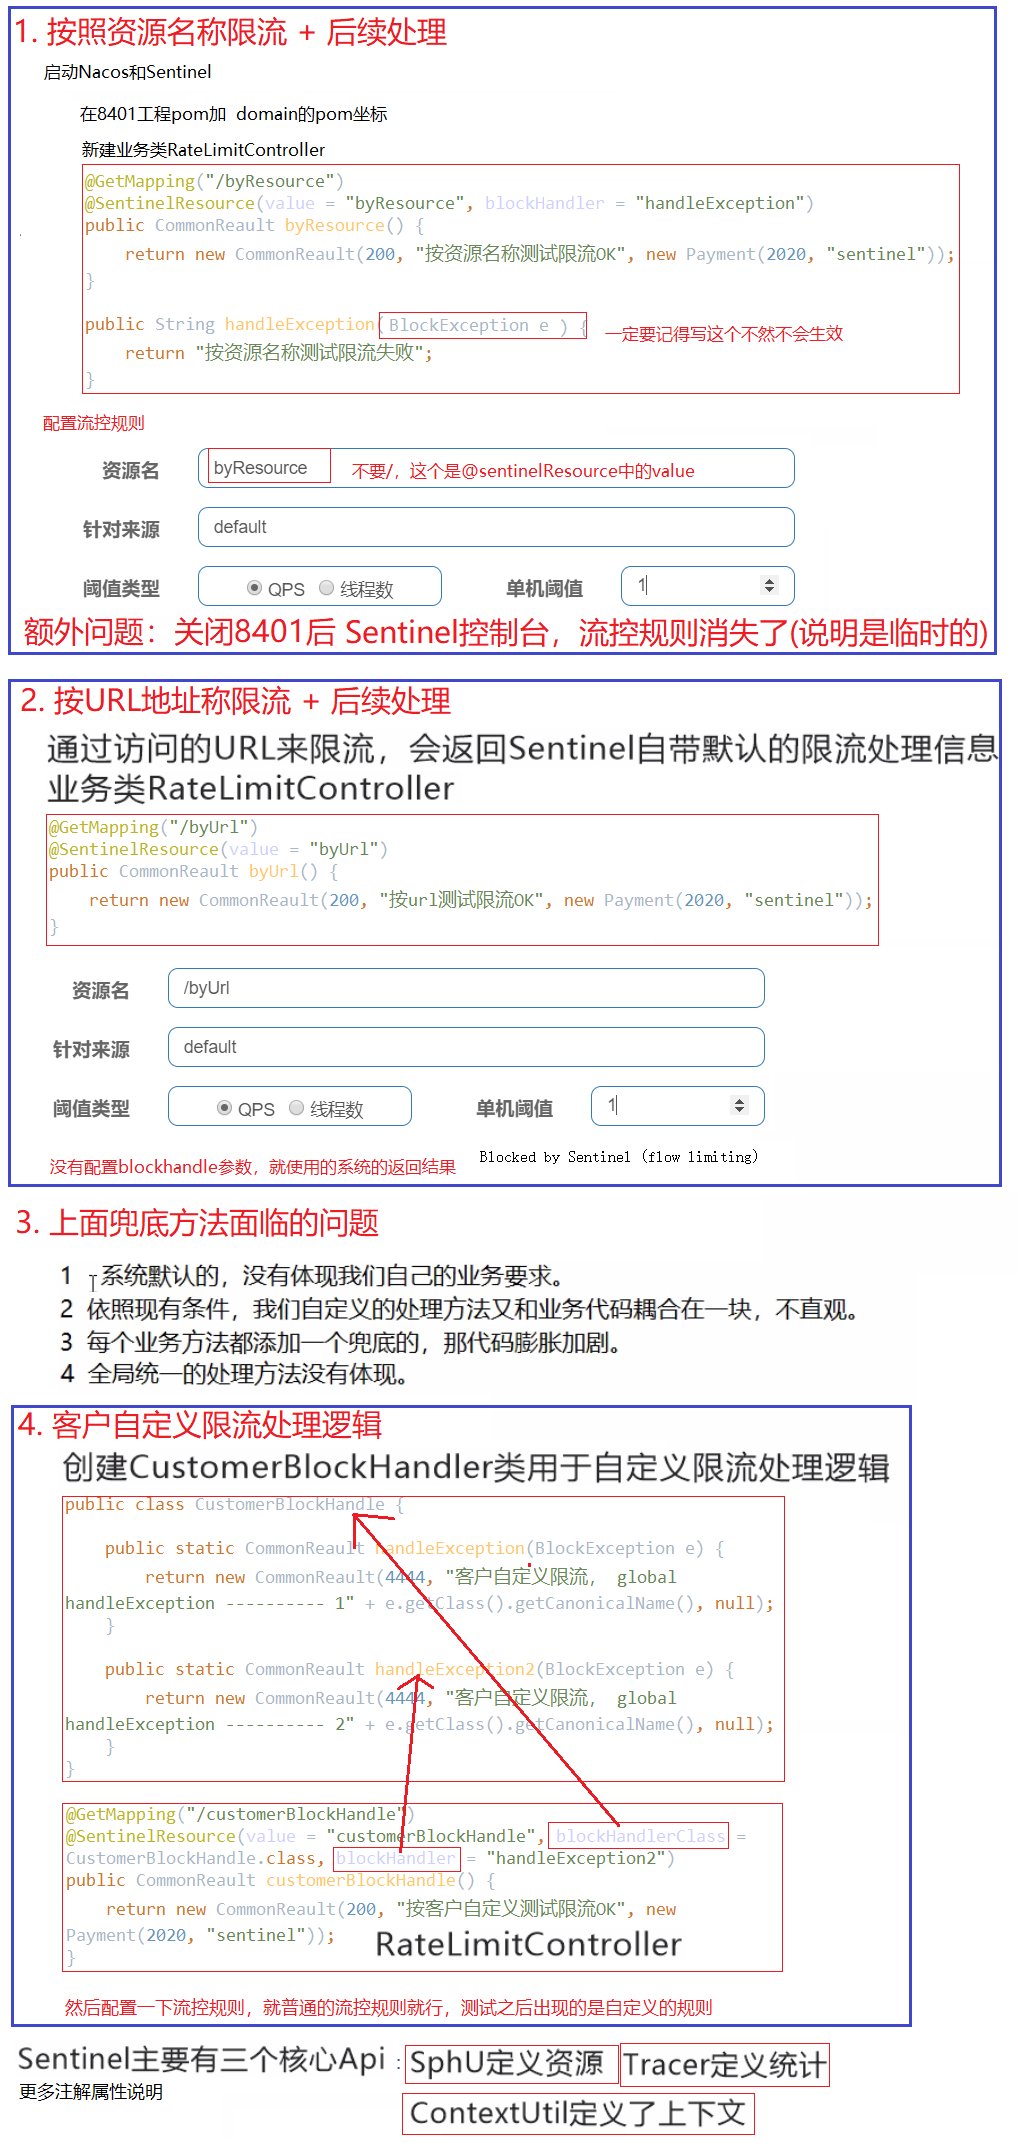 1. 按照资源名称限流 + 后续处理
启动Nacos和Sentinel
在8401工程pom加 domain的pom坐标
新建业务类RateLimitController
@GetMapping("/byResource")
@SentinelResource(value = "byResource", blockHandler = "handleException")
public CommonReault byResource() {
return new CommonReault(200, "按资源名称测试限流OK", new Payment(2020, "sentinel"));
}
public String handleException( BlockException e ) {
一定要记得写这个不然不会生效
return "按资源名称测试限流失败";
}
配置流控规则
资源名 byResource 不要/，这个是@sentinelResource中的value
针对来源 default
阈值类型 QPS 线程数 单机阈值 1
额外问题：关闭8401后 Sentinel控制台，流控规则消失了(说明是临时的)
2. 按URL地址称限流 + 后续处理
通过访问的URL来限流，会返回Sentinel自带默认的限流处理信息
业务类RateLimitController
@GetMapping("/byUrl")
@SentinelResource(value = "byUrl")
public CommonReault byUrl() {
return new CommonReault(200, "按url测试限流OK", new Payment(2020, "sentinel"));
}
资源名 /byUrl
针对来源 default
阈值类型 QPS 线程数 单机阈值 1
没有配置blockhandle参数，就使用的系统的返回结果 Blocked by Sentinel (flow limiting)
3. 上面兜底方法面临的问题
1 系统默认的，没有体现我们自己的业务要求。
2 依照现有条件，我们自定义的处理方法又和业务代码耦合在一块，不直观。
3 每个业务方法都添加一个兜底的，那代码膨胀加剧。
4 全局统一的处理方法没有体现。
4. 客户自定义限流处理逻辑
创建CustomerBlockHandler类用于自定义限流处理逻辑
public class CustomerBlockHandle {
public static CommonReault handleException(BlockException e) {
return new CommonReault(4444, "客户自定义限流， global
handleException ---------- 1" + e.getClass().getCanonicalName(), null);
}
public static CommonReault handleException2(BlockException e) {
return new CommonReault(4444, "客户自定义限流， global
handleException ---------- 2" + e.getClass().getCanonicalName(), null);
}
}
@GetMapping("/customerBlockHandle")
@SentinelResource(value = "customerBlockHandle", blockHandlerClass =
CustomerBlockHandle.class, blockHandler = "handleException2")
public CommonReault customerBlockHandle() {
return new CommonReault(200, "按客户自定义测试限流OK", new
Payment(2020, "sentinel"));
}
RateLimitController
然后配置一下流控规则，就普通的流控规则就行，测试之后出现的是自定义的规则
Sentinel主要有三个核心Api : SphU定义资源 Tracer定义统计
更多注解属性说明
ContextUtil定义了上下文